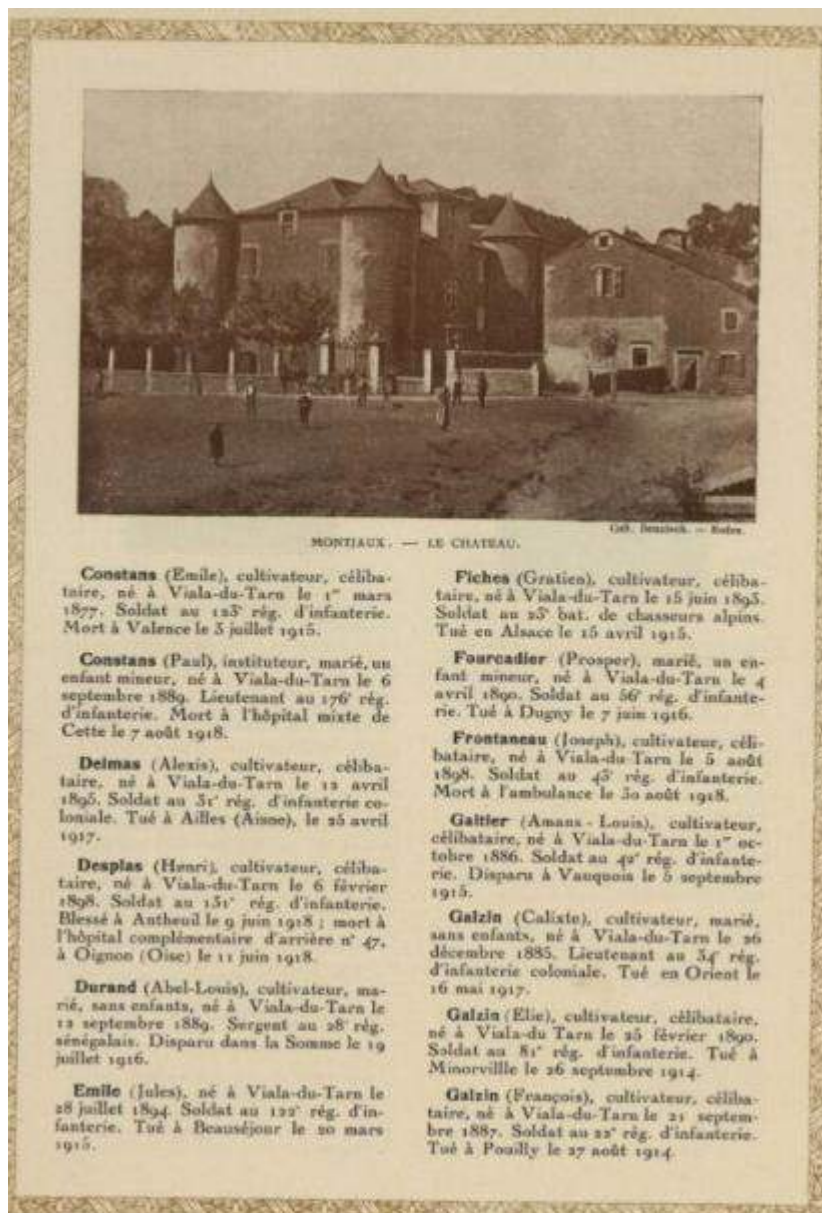 MONTJAUX. — LE CHATEAU.
Constans (Emile), cultivateur, céliba-
taire, né à Viala-du-Tarn le 1er mars
1877. Soldat au 123e rég. d'infanterie.
Mort à Valence le 3 juillet 1915.
Constans (Paul), instituteur, marié, un
enfant mineur, né à Viala-du-Tarn le 6
septembre 1889. Lieutenant au 176e rég.
d'infanterie. Mort à l'hôpital mixte de
Cette le 7 août 1918.
Delmas (Alexis), cultivateur, céliba-
taire, né à Viala-du-Tarn le 12 avril
1895. Soldat au 31e rég. d'infanterie co-
loniale. Tué à Ailles (Aisne), le 25 avril
1917.
Desplas (Henri), cultivateur, céliba-
taire, né à Viala-du-Tarn le 6 février
1898. Soldat au 131e rég. d'infanterie.
Blessé à Antheuil le 9 juin 1918 ; mort à
l'hôpital complémentaire d'arrière n° 47,
à Oignon (Oise) le 11 juin 1918.
Durand (Abel-Louis), cultivateur, ma-
rié, sans enfants, né à Viala-du-Tarn le
12 septembre 1889. Sergent au 28e rég.
sénégalais. Disparu dans la Somme le 19
juillet 1916.
Emile (Jules), né à Viala-du-Tarn le
28 juillet 1894. Soldat au 122e rég. d'in-
fanterie. Tué à Beauséjour le 20 mars
1915.
Fiches (Gratien), cultivateur, céliba-
taire, né à Viala-du-Tarn le 15 juin 1893.
Soldat au 23e bat. de chasseurs alpins.
Tué en Alsace le 15 avril 1915.
Fourcadier (Prosper), marié, un en-
fant mineur, né à Viala-du-Tarn le 4
avril 1890. Soldat au 56e rég. d'infante-
rie. Tué à Dugny le 7 juin 1916.
Frontaneau (Joseph), cultivateur, céli-
bataire, né à Viala-du-Tarn le 5 août
1898. Soldat au 43e rég. d'infanterie.
Mort à l'ambulance le 30 août 1918.
Galtier (Amans - Louis), cultivateur,
célibataire, né à Viala-du-Tarn le 1er oc-
tobre 1886. Soldat au 42e rég. d'infante-
rie. Disparu à Vauquois le 5 septembre
1915.
Galzin (Calixte), cultivateur, marié,
sans enfants, né à Viala-du-Tarn le 26
décembre 1885. Lieutenant au 34e rég.
d'infanterie coloniale. Tué en Orient le
16 mai 1917.
Galzin (Elie), cultivateur, célibataire,
né à Viala-du Tarn le 25 février 1890.
Soldat au 81e rég. d'infanterie. Tué à
Minorvillle le 26 septembre 1914.
Galzin (François), cultivateur, céliba-
taire, né à Viala-du-Tarn le 21 septem-
bre 1887. Soldat au 22e rég. d'infanterie.
Tué à Pouilly le 27 août 1914.